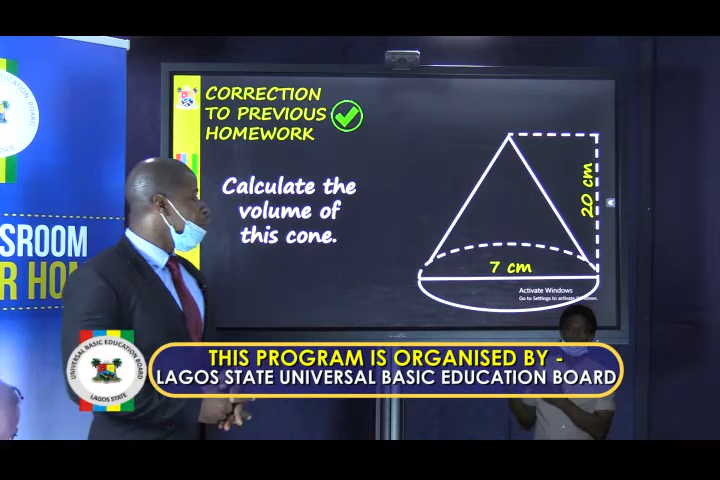 CORRECTION
TO PREVIOUS
HOMEWORK
Calculate the
volume of
this cone.
20 cm
7 cm
Activate Windows
Go to Settings to activate Windows.
SROOM
R HOM
THIS PROGRAM IS ORGANISED BY -
LAGOS STATE UNIVERSAL BASIC EDUCATION BOARD
UNIVERSAL BASIC EDUCATION BOARD
LAGOS STATE